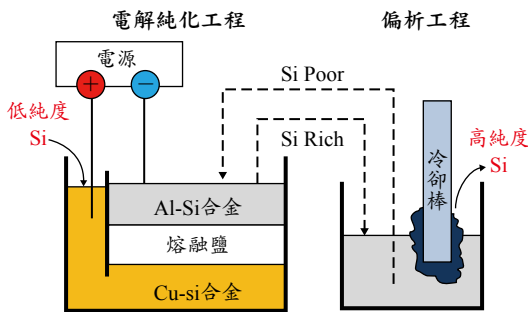 電解純化工程
偏析工程
電源
+
−
低純度
Si
Si Poor
Si Rich
冷卻棒
高純度
Si
Al-Si合金
熔融鹽
Cu-si合金